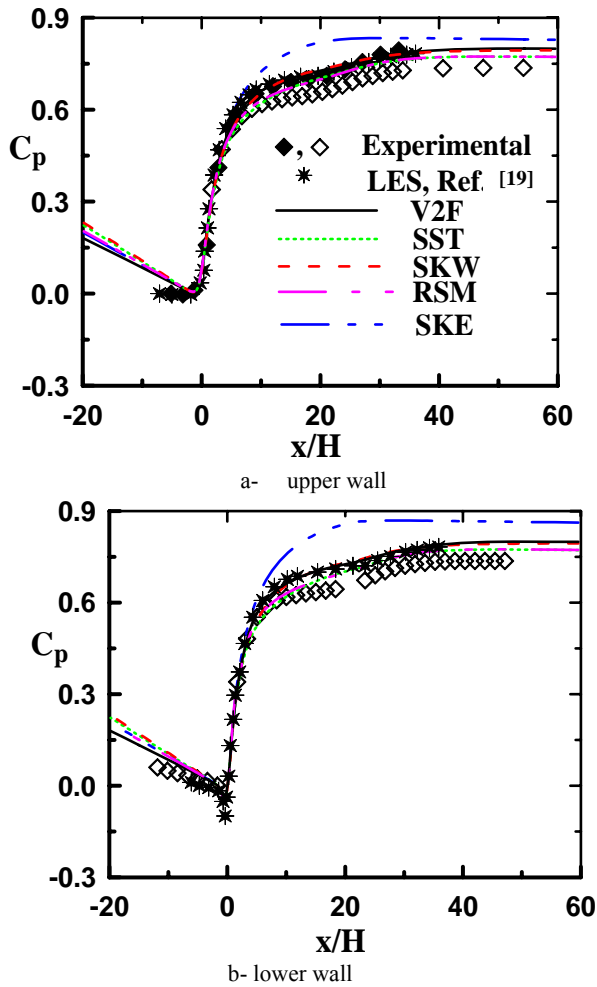 0.9
0.6
Cp
0.3
0.0
-0.3
-20 0 20 40 60
x/H
◆, ◇ Experimental
✳ LES, Ref. [19]
V2F
SST
SKW
RSM
SKE
a- upper wall
0.9
0.6
Cp
0.3
0.0
-0.3
-20 0 20 40 60
x/H
b- lower wall